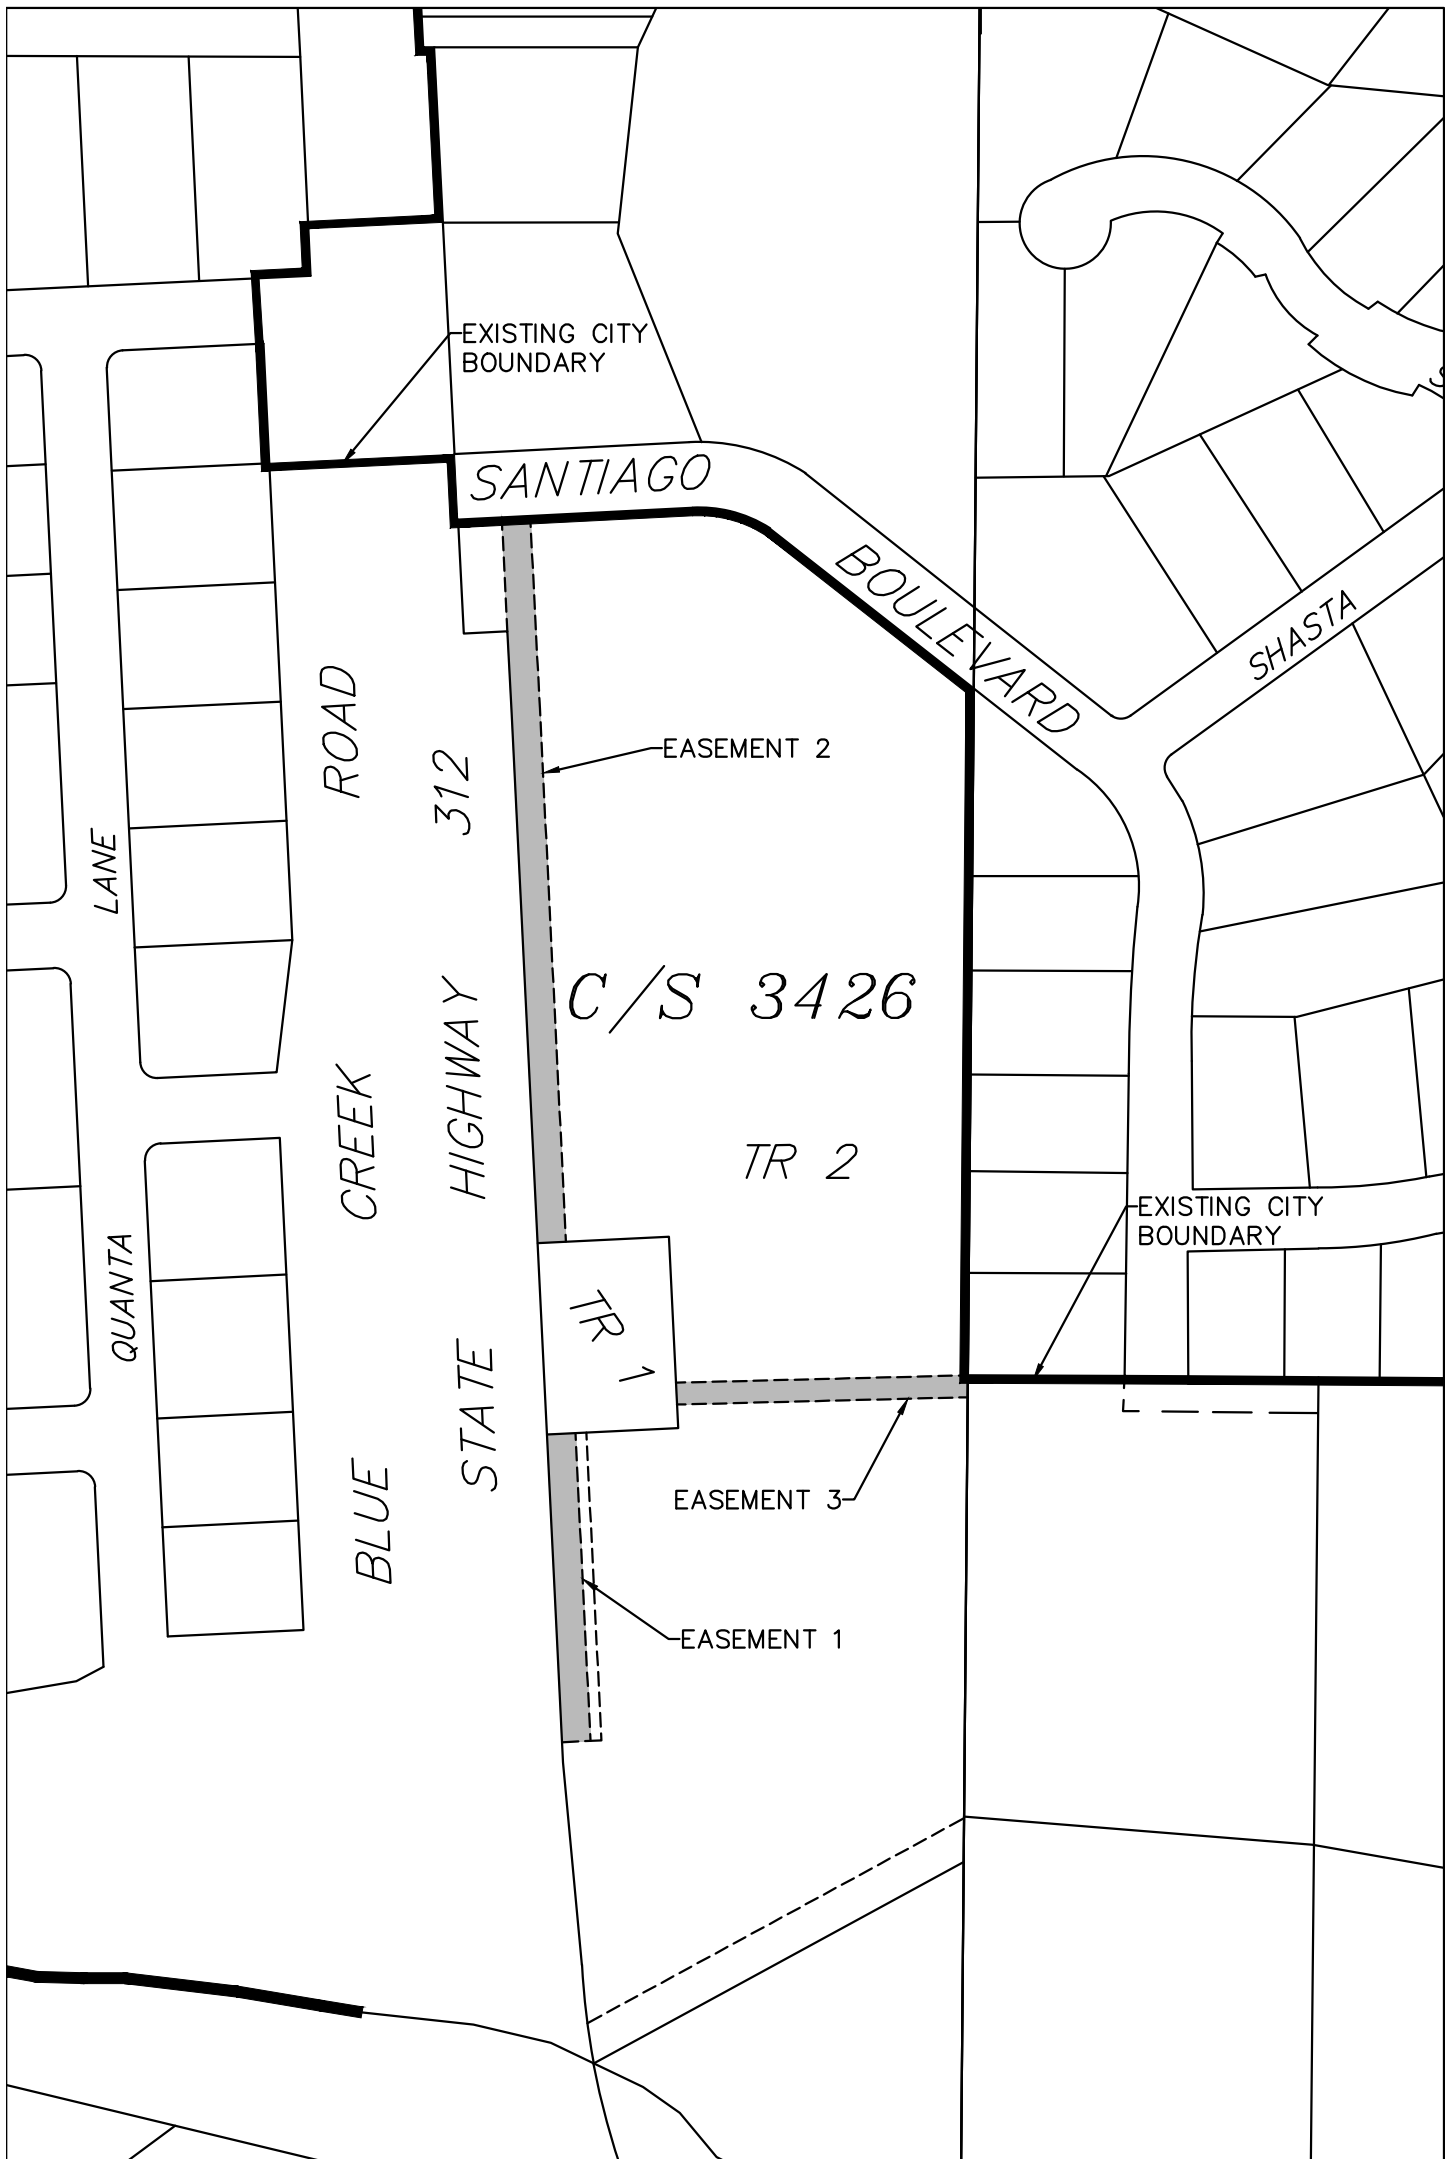 EXISTING CITY
BOUNDARY
SANTIAGO
BOULEVARD
SHASTA
EASEMENT 2
C/S 3426
TR 2
EXISTING CITY
BOUNDARY
TR 1
EASEMENT 3
EASEMENT 1
QUANTA LANE
BLUE CREEK ROAD
STATE HIGHWAY 312